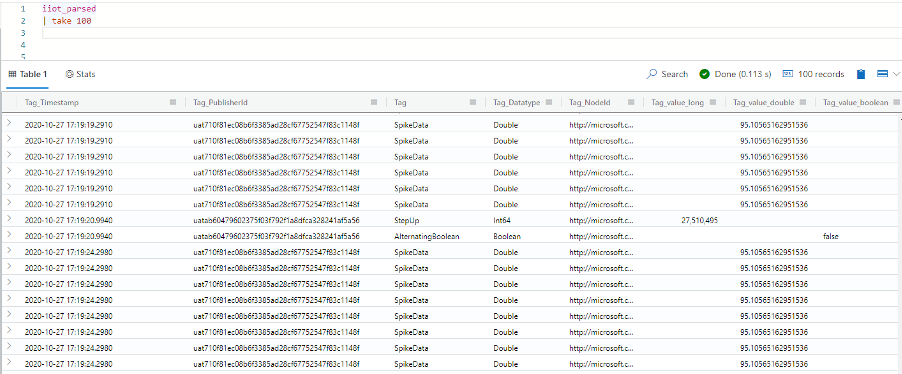 1 iiot_parsed
2 | take 100
3
4
5
Table 1 Stats Search Done (0.113 s) 100 records
Tag_Timestamp Tag_PublisherId Tag Tag_Datatype Tag_NodeId Tag_value_long Tag_value_double Tag_value_boolean
2020-10-27 17:19:19.2910 uat710f81ec08b6f3385ad28cf67752547f83c1148f SpikeData Double http://microsoft.c... 95.10565162951536
2020-10-27 17:19:19.2910 uat710f81ec08b6f3385ad28cf67752547f83c1148f SpikeData Double http://microsoft.c... 95.10565162951536
2020-10-27 17:19:19.2910 uat710f81ec08b6f3385ad28cf67752547f83c1148f SpikeData Double http://microsoft.c... 95.10565162951536
2020-10-27 17:19:19.2910 uat710f81ec08b6f3385ad28cf67752547f83c1148f SpikeData Double http://microsoft.c... 95.10565162951536
2020-10-27 17:19:19.2910 uat710f81ec08b6f3385ad28cf67752547f83c1148f SpikeData Double http://microsoft.c... 95.10565162951536
2020-10-27 17:19:19.2910 uat710f81ec08b6f3385ad28cf67752547f83c1148f SpikeData Double http://microsoft.c... 95.10565162951536
2020-10-27 17:19:20.9940 uatab60479602375f03f792f1a8dfca328241af5a56 StepUp Int64 http://microsoft.c... 27,510,495
2020-10-27 17:19:20.9940 uatab60479602375f03f792f1a8dfca328241af5a56 AlternatingBoolean Boolean http://microsoft.c... false
2020-10-27 17:19:24.2980 uat710f81ec08b6f3385ad28cf67752547f83c1148f SpikeData Double http://microsoft.c... 95.10565162951536
2020-10-27 17:19:24.2980 uat710f81ec08b6f3385ad28cf67752547f83c1148f SpikeData Double http://microsoft.c... 95.10565162951536
2020-10-27 17:19:24.2980 uat710f81ec08b6f3385ad28cf67752547f83c1148f SpikeData Double http://microsoft.c... 95.10565162951536
2020-10-27 17:19:24.2980 uat710f81ec08b6f3385ad28cf67752547f83c1148f SpikeData Double http://microsoft.c... 95.10565162951536
2020-10-27 17:19:24.2980 uat710f81ec08b6f3385ad28cf67752547f83c1148f SpikeData Double http://microsoft.c... 95.10565162951536
2020-10-27 17:19:24.2980 uat710f81ec08b6f3385ad28cf67752547f83c1148f SpikeData Double http://microsoft.c... 95.10565162951536
2020-10-27 17:19:24.2980 uat710f81ec08b6f3385ad28cf67752547f83c1148f SpikeData Double http://microsoft.c... 95.10565162951536
2020-10-27 17:19:24.2980 uat710f81ec08b6f3385ad28cf67752547f83c1148f SpikeData Double http://microsoft.c... 95.10565162951536